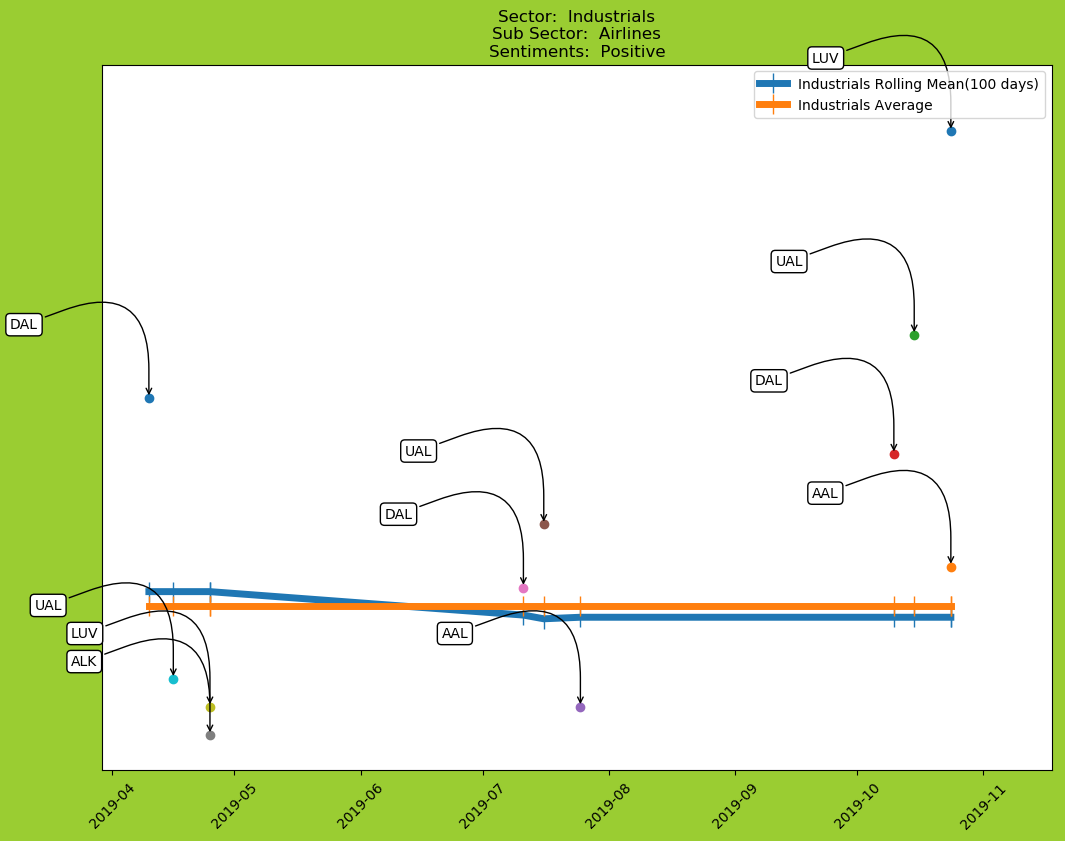 Sector:  Industrials
Sub Sector:  Airlines
Sentiments:  Positive
LUV
Industrials Rolling Mean(100 days)
Industrials Average
UAL
DAL
DAL
UAL
AAL
DAL
UAL
LUV
AAL
ALK
2019-04
2019-05
2019-06
2019-07
2019-08
2019-09
2019-10
2019-11